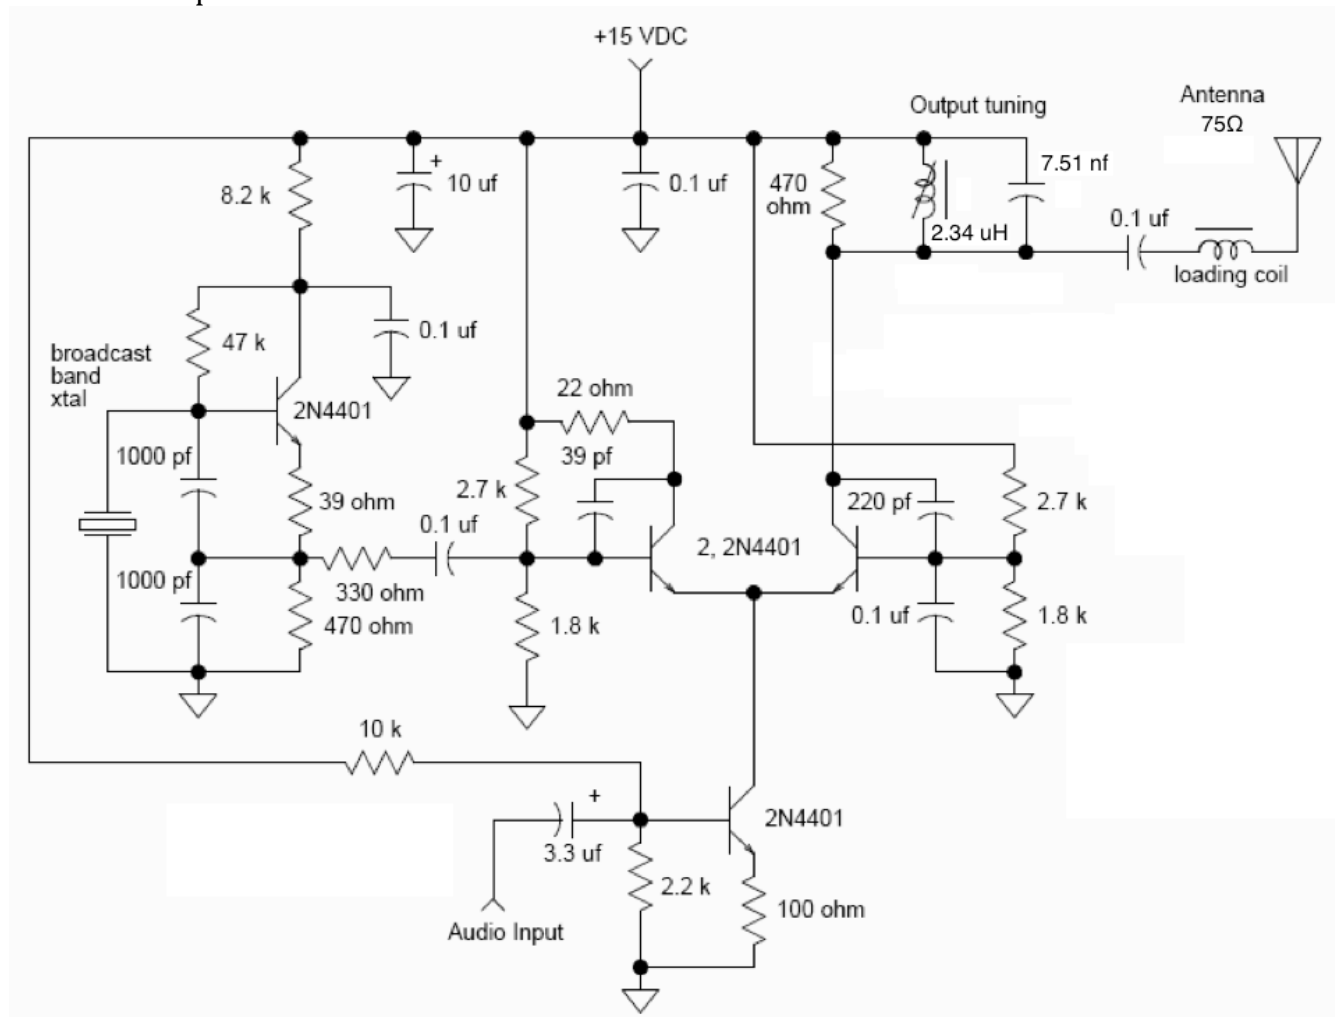 +15 VDC
Output tuning
Antenna
75Ω
8.2 k
+
10 uf
0.1 uf
470
ohm
7.51 nf
2.34 uH
0.1 uf
loading coil
47 k
0.1 uf
broadcast
band
xtal
2N4401
22 ohm
1000 pf
39 pf
39 ohm
2.7 k
220 pf
2.7 k
0.1 uf
2, 2N4401
1000 pf
330 ohm
470 ohm
1.8 k
0.1 uf
1.8 k
10 k
+
3.3 uf
2N4401
2.2 k
100 ohm
Audio Input